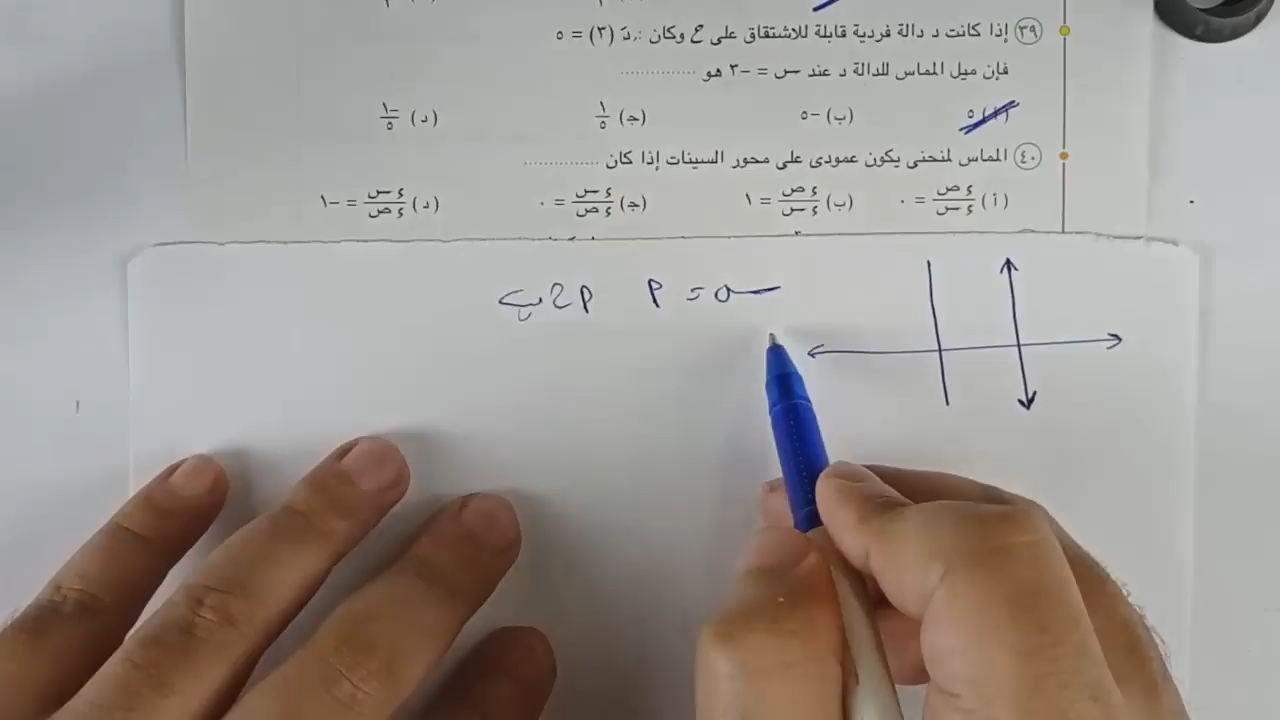 ٣٩ إذا كانت د دالة فردية قابلة للاشتقاق على ح وكان : دَ (٣) = ٥
فإن ميل المماس للدالة د عند س = -٣ هو ..............
(أ) ٥ (ب) -٥ (جـ) ١/٥ (د) -١/٥
٤٠ المماس لمنحنى يكون عمودى على محور السينات إذا كان ..............
(أ) ءص/ءس = ٠ (ب) ءص/ءس = ١ (جـ) ءس/ءص = ٠ (د) ءس/ءص = -١
س = ٢